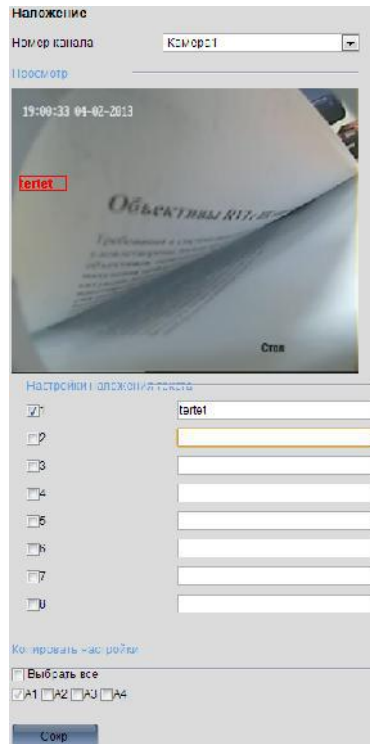 Наложение
Номер канала Камера1
Просмотр
19:00:33 04-02-2013
tertet
Объективы RVi
Стоп
Настройки наложения текста
1 tertet
2
3
4
5
6
7
8
Копировать настройки
Выбрать все
A1 A2 A3 A4
Сохр